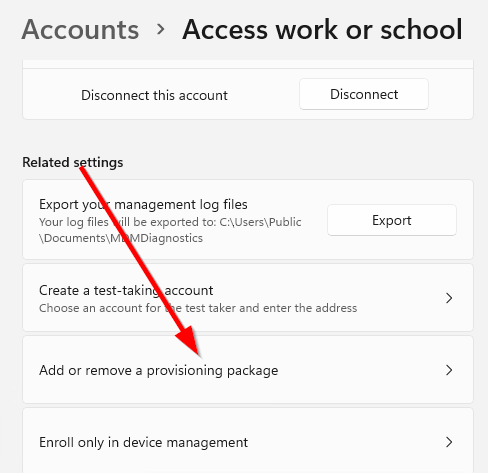 Accounts > Access work or school
Disconnect this account
Disconnect
Related settings
Export your management log files
Your log files will be exported to: C:\Users\Public
\Documents\MDMDiagnostics
Export
Create a test-taking account
Choose an account for the test taker and enter the address
Add or remove a provisioning package
Enroll only in device management